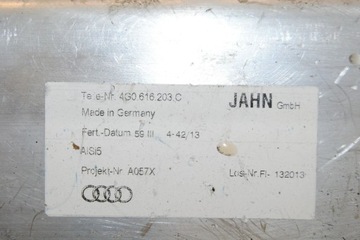 Teile-Nr. 4G0.616.203.C JAHN GmbH
Made in Germany
Fert.-Datum 59 III 4-42/13
AlSi5
Projekt-Nr A057X Los-Nr.FI- 132013